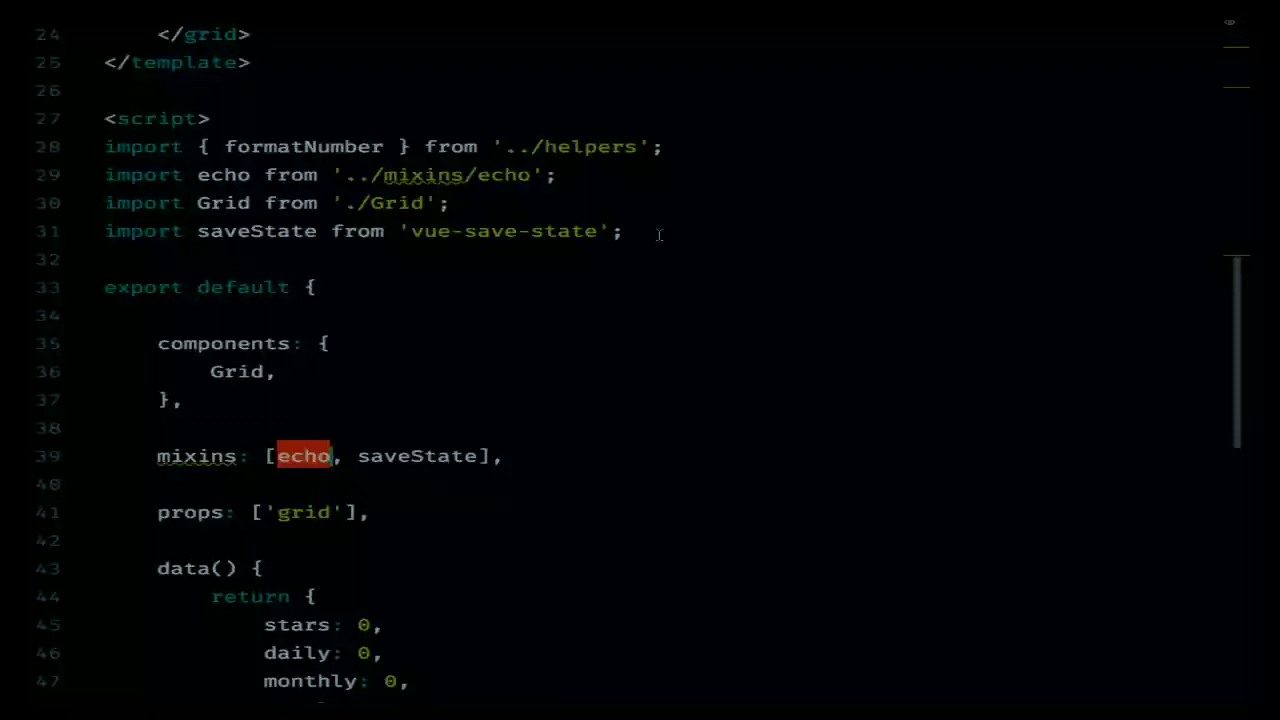 24 </grid>
25 </template>
26
27 <script>
28 import { formatNumber } from '../helpers';
29 import echo from '../mixins/echo';
30 import Grid from './Grid';
31 import saveState from 'vue-save-state';
32
33 export default {
34
35 components: {
36 Grid,
37 },
38
39 mixins: [echo, saveState],
40
41 props: ['grid'],
42
43 data() {
44 return {
45 stars: 0,
46 daily: 0,
47 monthly: 0,